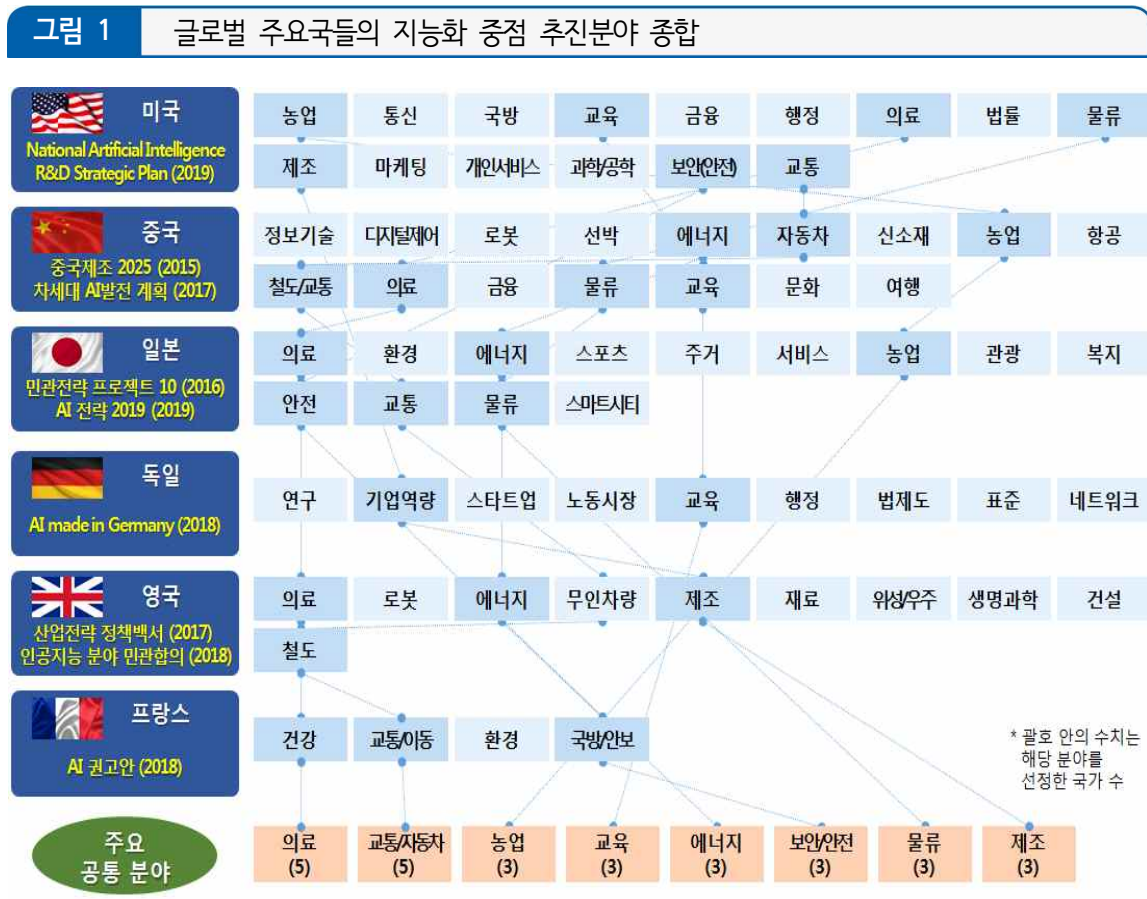 그림 1 글로벌 주요국들의 지능화 중점 추진분야 종합
미국
National Artificial Intelligence
R&D Strategic Plan (2019)
농업 통신 국방 교육 금융 행정 의료 법률 물류
제조 마케팅 개인서비스 과학/공학 보안(안전) 교통
중국
중국제조 2025 (2015)
차세대 AI발전 계획 (2017)
정보기술 디지털제어 로봇 선박 에너지 자동차 신소재 농업 항공
철도/교통 의료 금융 물류 교육 문화 여행
일본
민관전략 프로젝트 10 (2016)
AI 전략 2019 (2019)
의료 환경 에너지 스포츠 주거 서비스 농업 관광 복지
안전 교통 물류 스마트시티
독일
AI made in Germany (2018)
연구 기업역량 스타트업 노동시장 교육 행정 법제도 표준 네트워크
영국
산업전략 정책백서 (2017)
인공지능 분야 민관합의 (2018)
의료 로봇 에너지 무인차량 제조 재료 위성/우주 생명과학 건설
철도
프랑스
AI 권고안 (2018)
건강 교통/이동 환경 국방/안보
* 괄호 안의 수치는
해당 분야를
선정한 국가 수
주요
공통 분야
의료 교통/자동차 농업 교육 에너지 보안/안전 물류 제조
(5) (5) (3) (3) (3) (3) (3) (3)